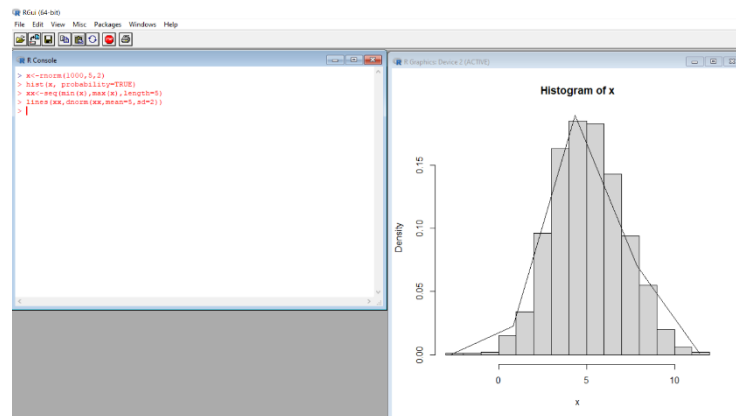 RGui (64-bit)
File Edit View Misc Packages Windows Help
STOP
R Console
> x<-rnorm(1000,5,2)
> hist(x, probability=TRUE)
> xx<-seq(min(x),max(x),length=5)
> lines(xx,dnorm(xx,mean=5,sd=2))
>
R Graphics: Device 2 (ACTIVE)
Histogram of x
Density
0.00
0.05
0.10
0.15
0
5
10
x